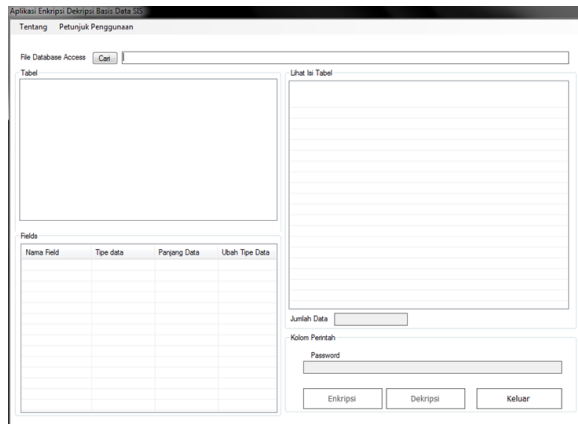 Aplikasi Enkripsi Dekripsi Basis Data SIS
Tentang Petunjuk Penggunaan
File Database Access Cari
Tabel
Lihat Isi Tabel
Fields
Nama Field Tipe data Panjang Data Ubah Tipe Data
Jumlah Data
Kolom Perintah
Password
Enkripsi Dekripsi Keluar